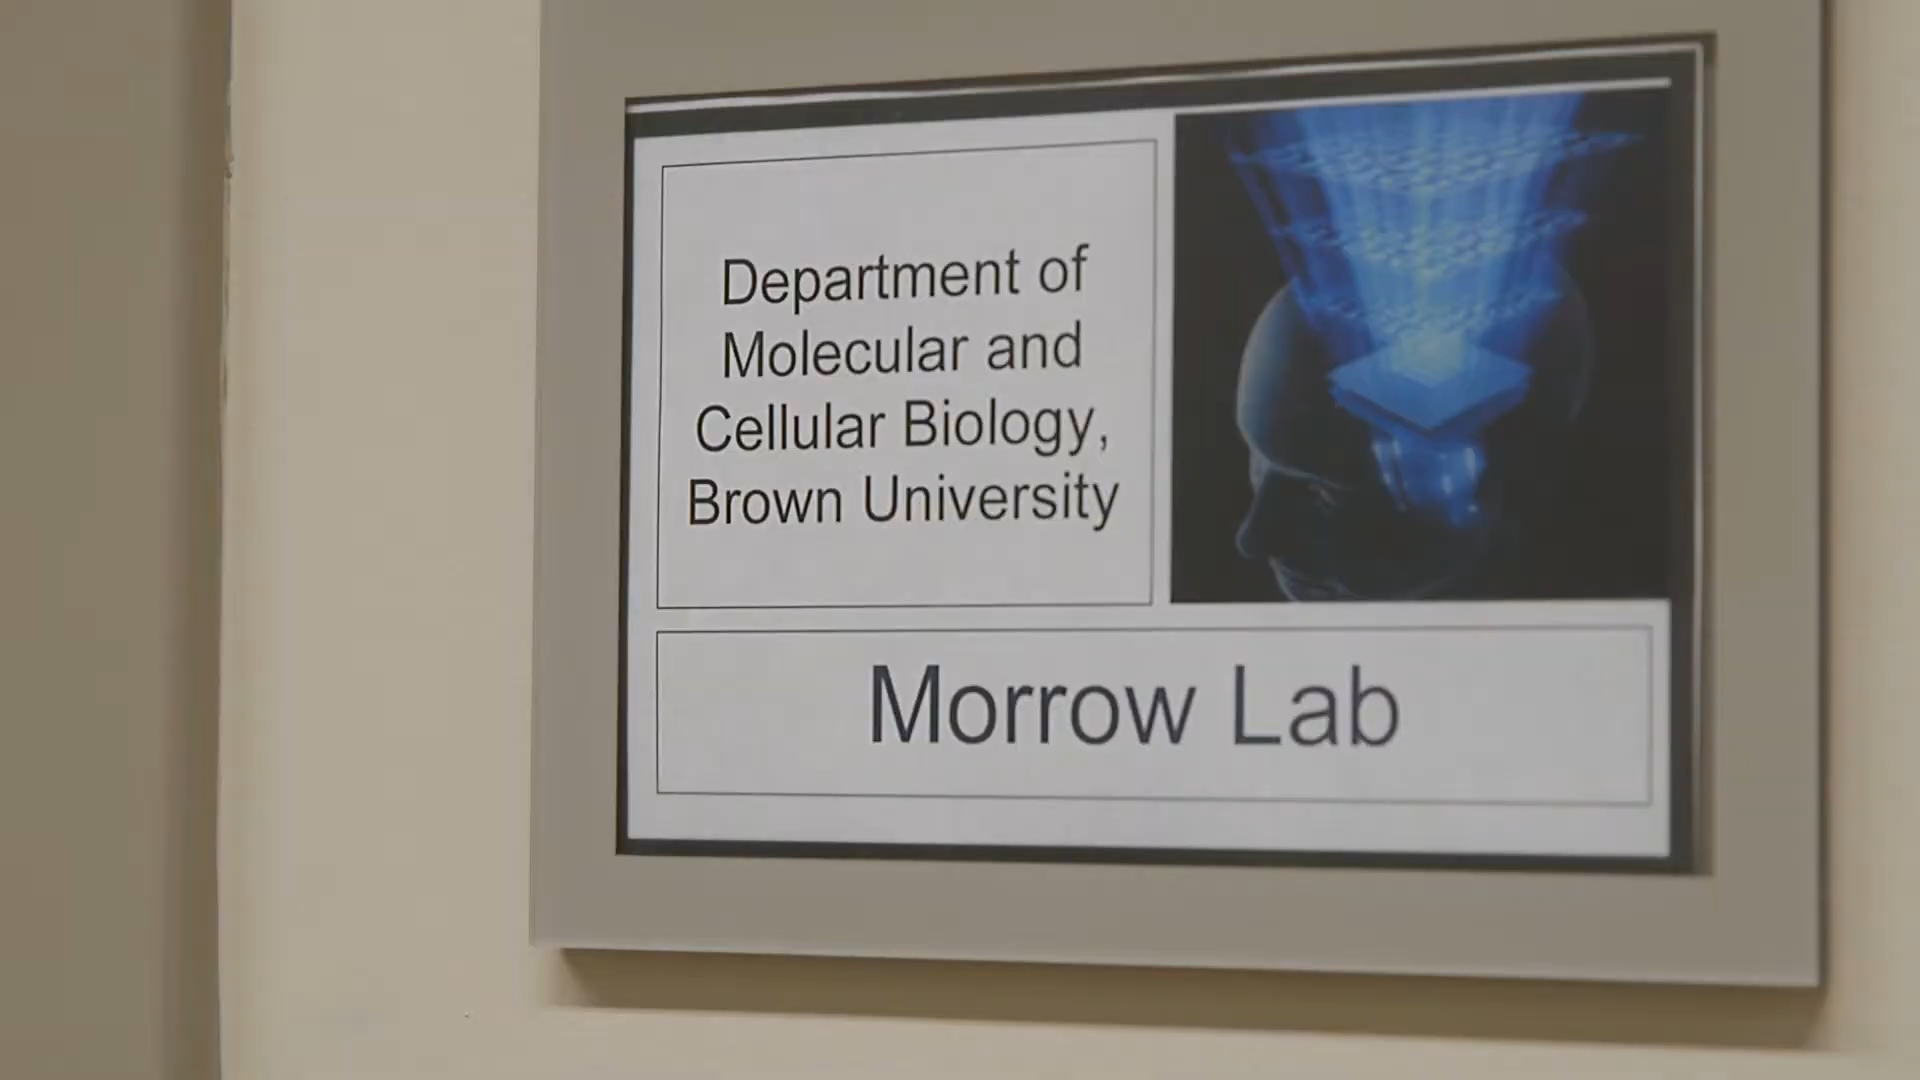 Department of
Molecular and
Cellular Biology,
Brown University
Morrow Lab